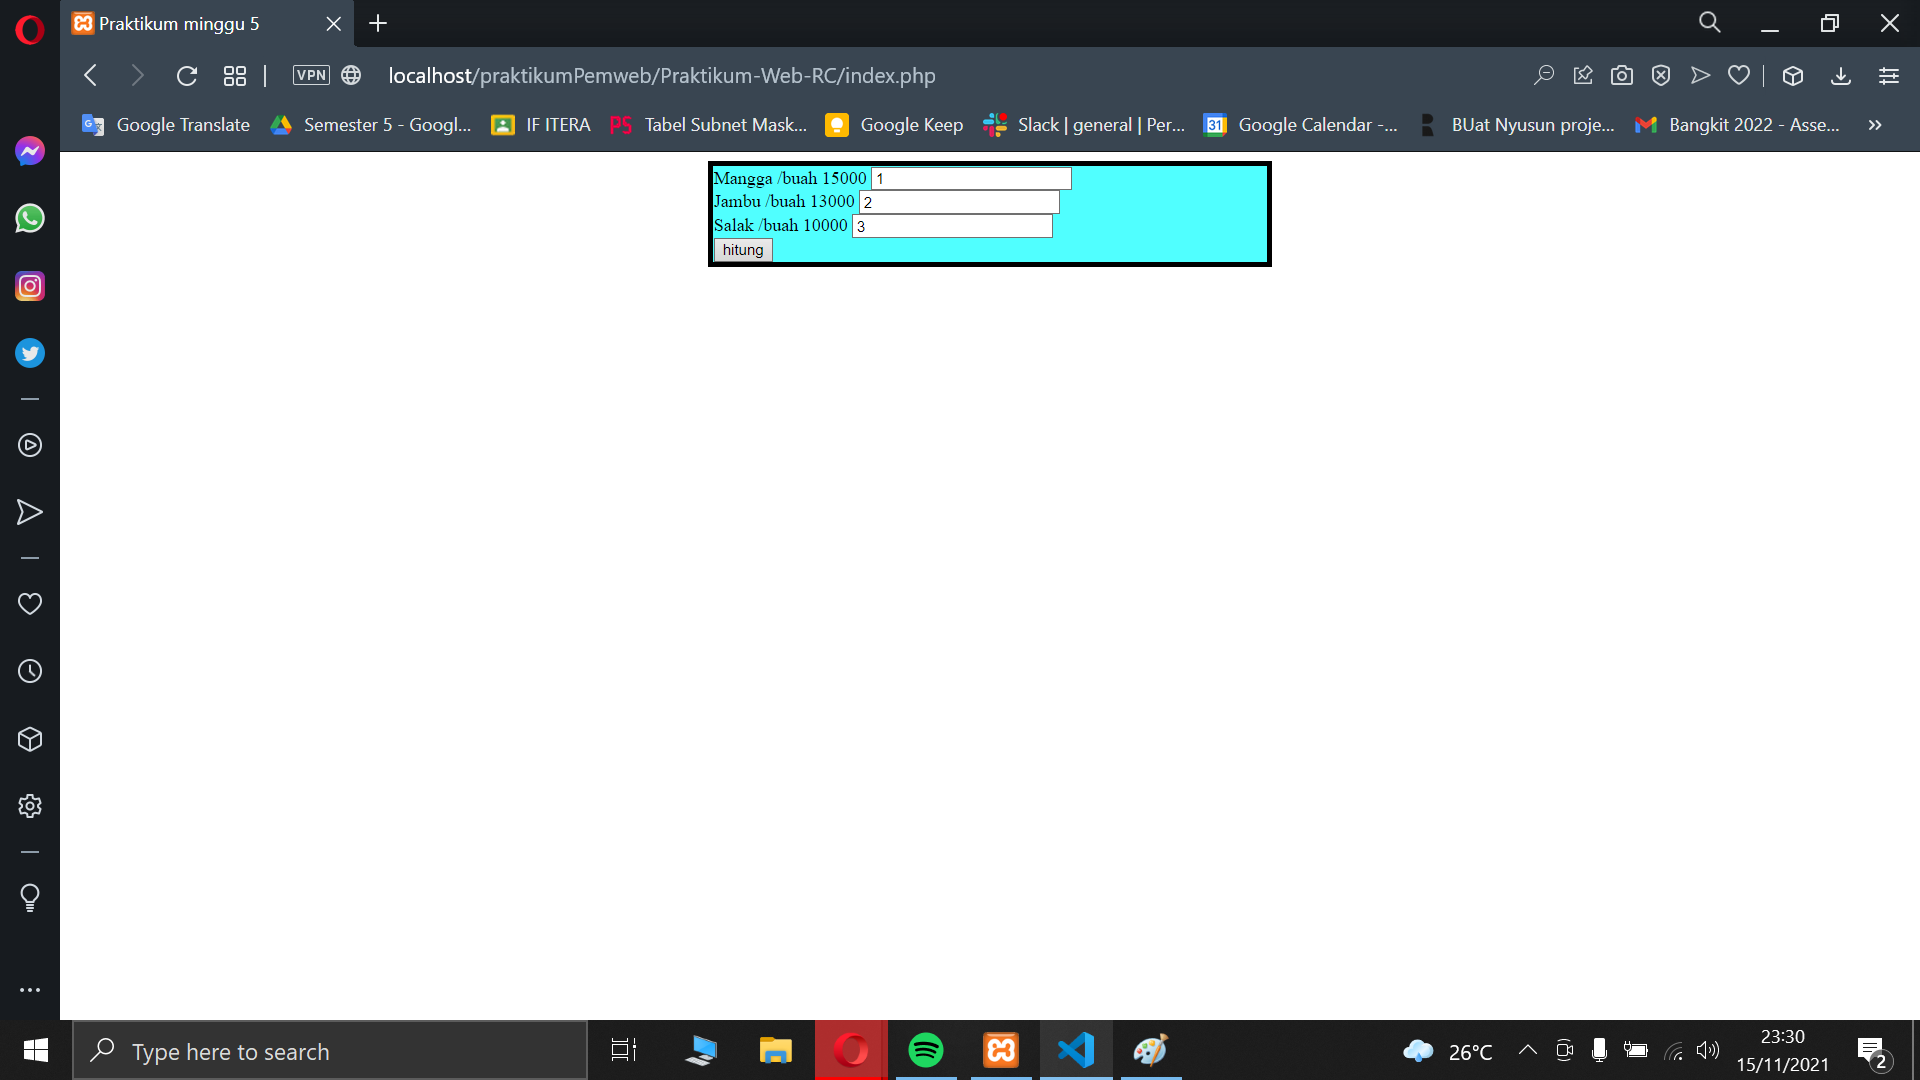 Praktikum minggu 5
VPN
localhost/praktikumPemweb/Praktikum-Web-RC/index.php
Google Translate
Semester 5 - Googl...
IF ITERA
PS
Tabel Subnet Mask...
Google Keep
Slack | general | Per...
31
Google Calendar -...
BUat Nyusun proje...
Bangkit 2022 - Asse...
Mangga /buah 15000 1
Jambu /buah 13000 2
Salak /buah 10000 3
hitung
Type here to search
26°C
23:30
15/11/2021
2